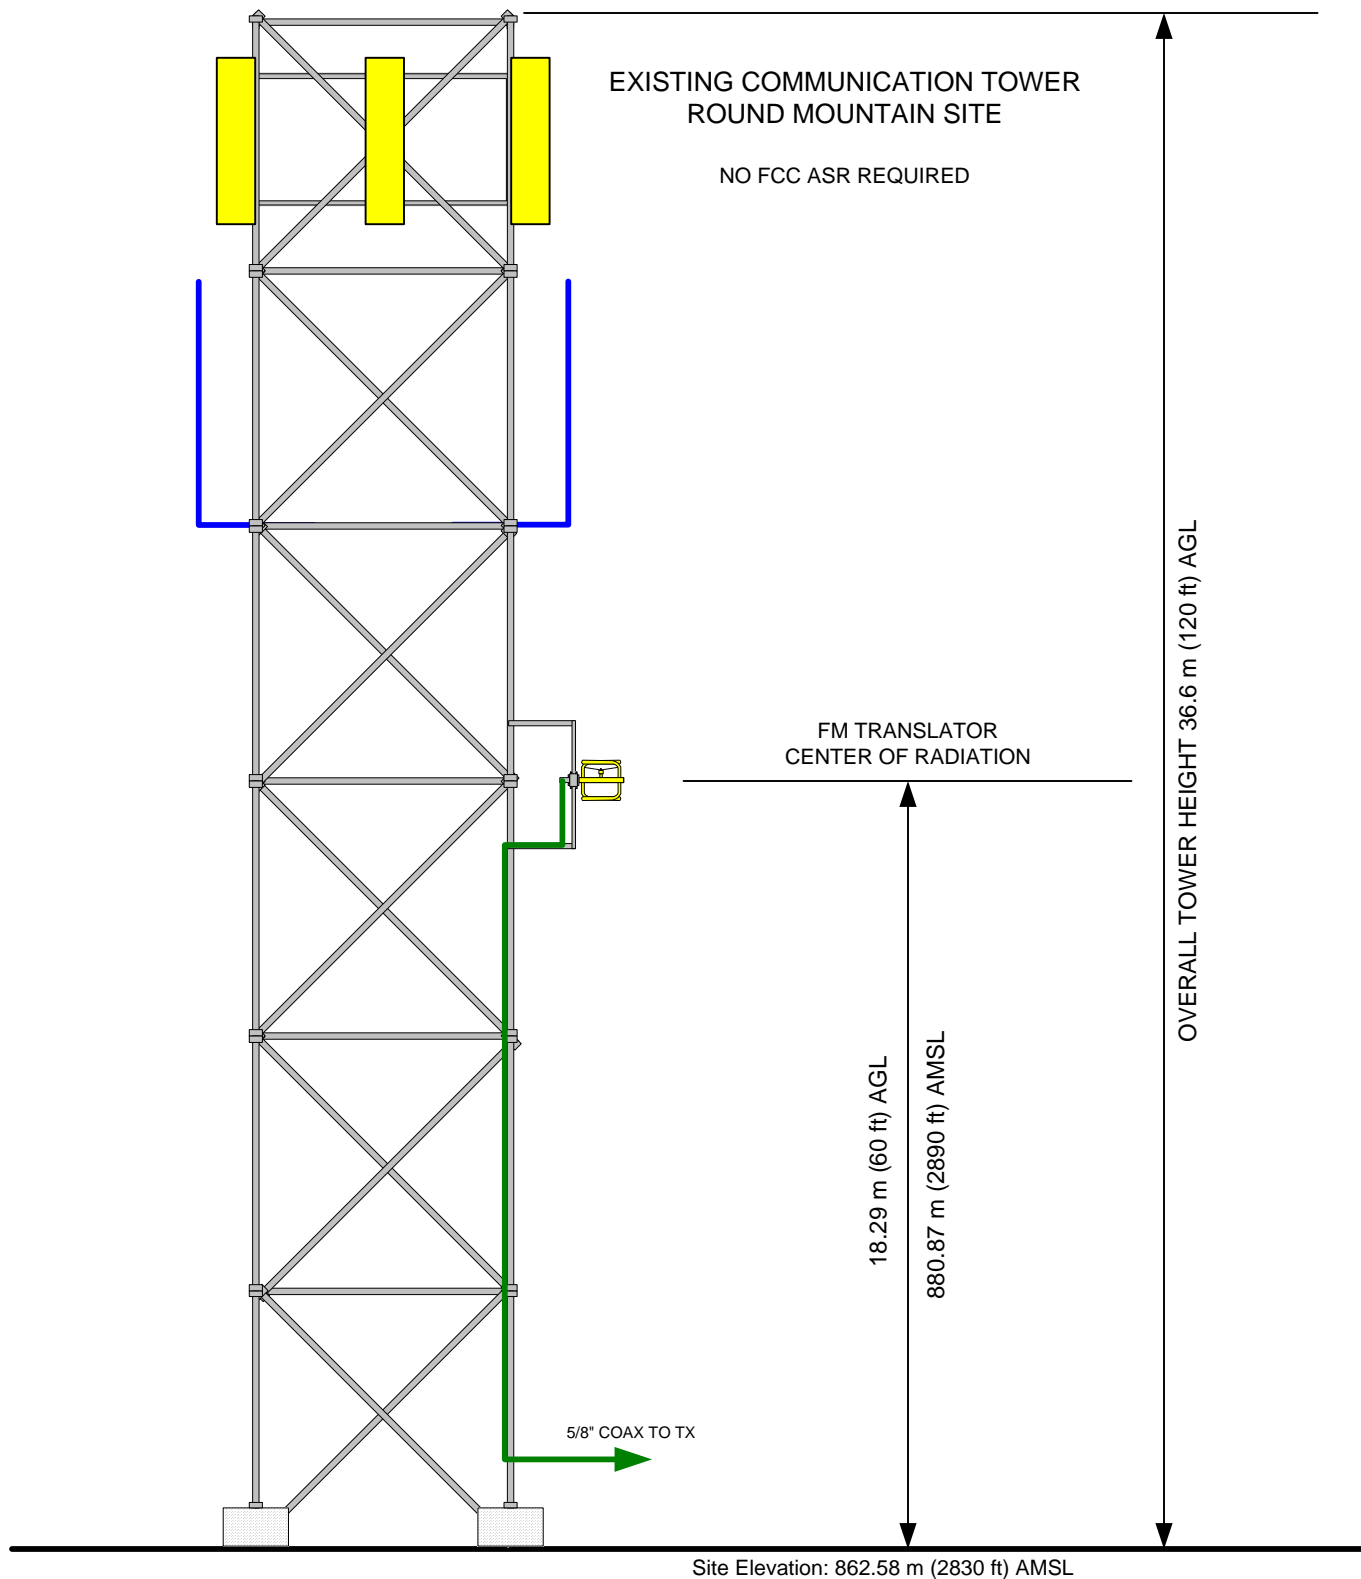 EXISTING COMMUNICATION TOWER
ROUND MOUNTAIN SITE
NO FCC ASR REQUIRED
OVERALL TOWER HEIGHT 36.6 m (120 ft) AGL
FM TRANSLATOR
CENTER OF RADIATION
18.29 m (60 ft) AGL
880.87 m (2890 ft) AMSL
5/8" COAX TO TX
Site Elevation: 862.58 m (2830 ft) AMSL